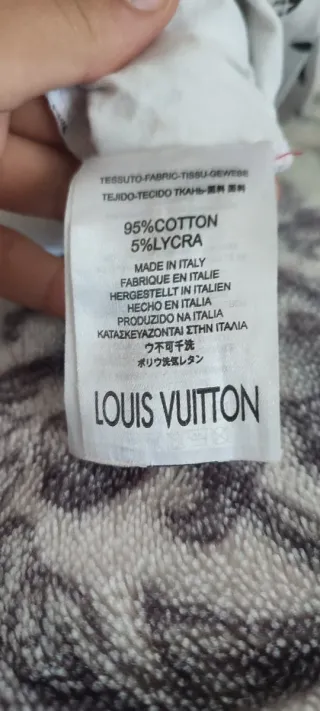 TESSUTO-FABRIC-TISSU-GEWEBE
TEJIDO-TECIDO ТКАНЬ-面料 面料
95%COTTON
5%LYCRA
MADE IN ITALY
FABRIQUE EN ITALIE
HERGESTELLT IN ITALIEN
HECHO EN ITALIA
PRODUZIDO NA ITALIA
ΚΑΤΑΣΚΕΥΑΖΟΝΤΑΙ ΣΤΗΝ ΙΤΑΛΙΑ
ウ不可千洗
ポリウ洗気レタン
LOUIS VUITTON